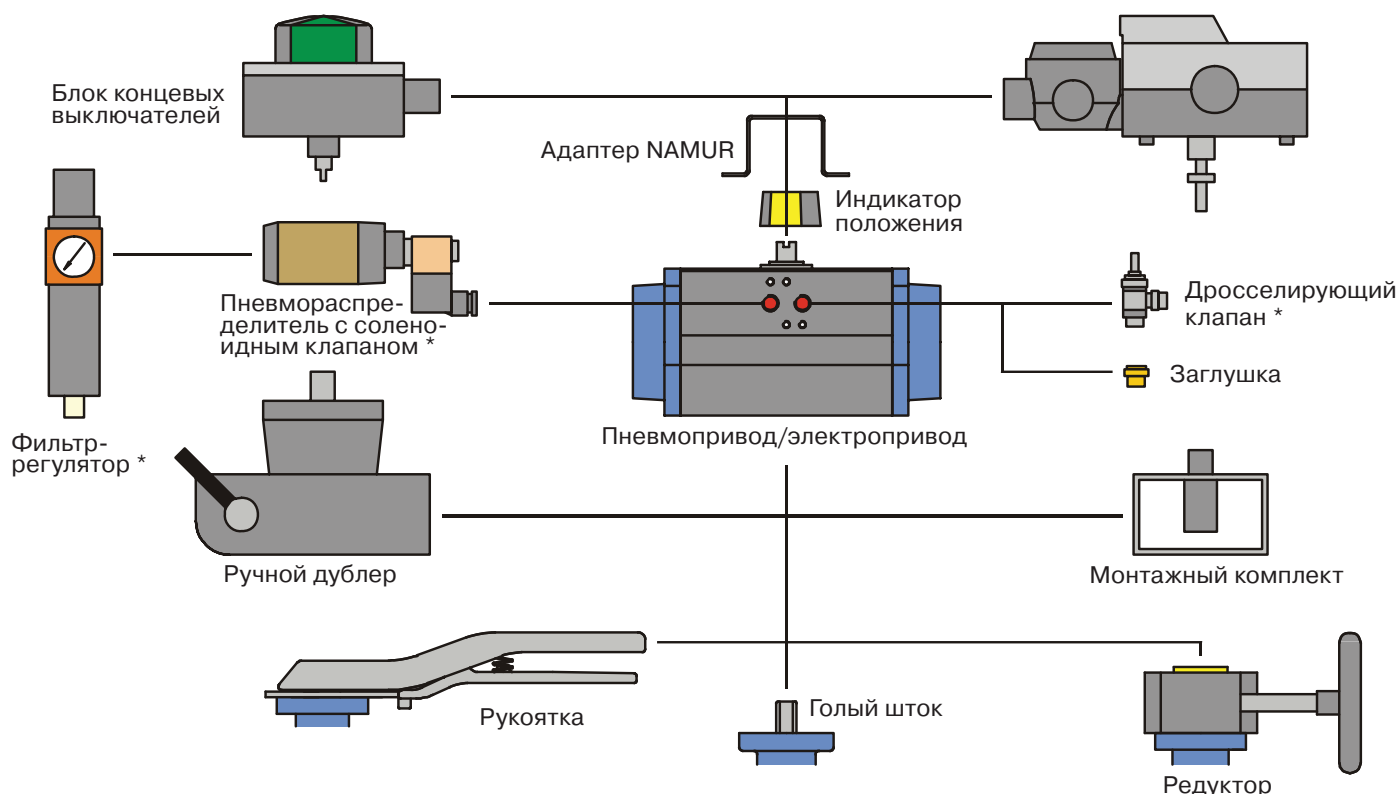 Блок концевых
выключателей
Адаптер NAMUR
Индикатор
положения
Пневмораспре-
делитель с солено-
идным клапаном *
Дросселирующий
клапан *
Заглушка
Фильтр-
регулятор *
Пневмопривод/электропривод
Ручной дублер
Монтажный комплект
Рукоятка
Голый шток
Редуктор